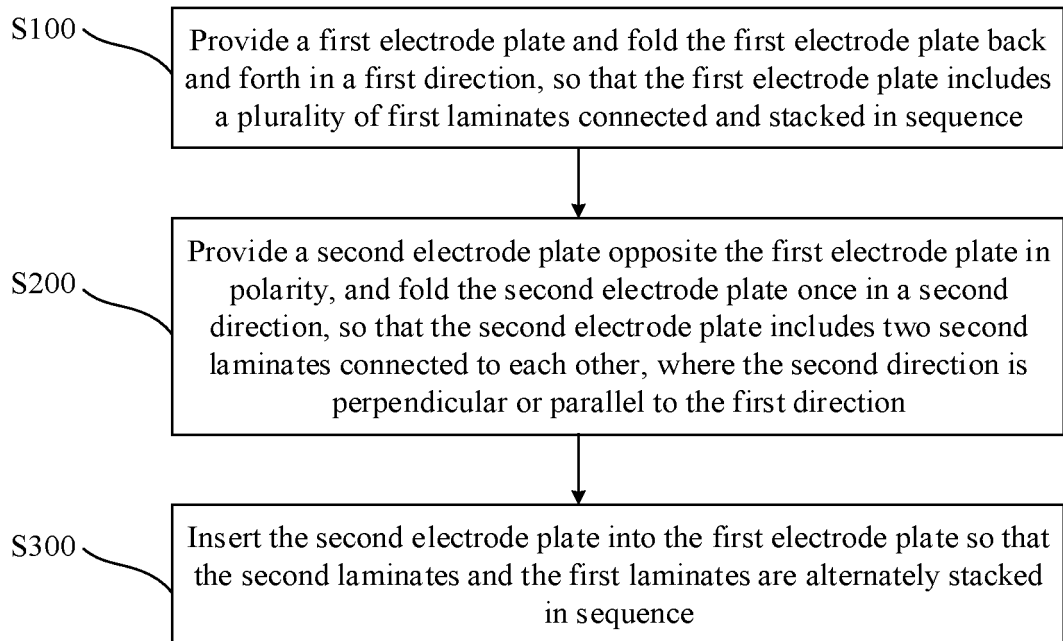 S100
Provide a first electrode plate and fold the first electrode plate back
and forth in a first direction, so that the first electrode plate includes
a plurality of first laminates connected and stacked in sequence
S200
Provide a second electrode plate opposite the first electrode plate in
polarity, and fold the second electrode plate once in a second
direction, so that the second electrode plate includes two second
laminates connected to each other, where the second direction is
perpendicular or parallel to the first direction
S300
Insert the second electrode plate into the first electrode plate so that
the second laminates and the first laminates are alternately stacked
in sequence